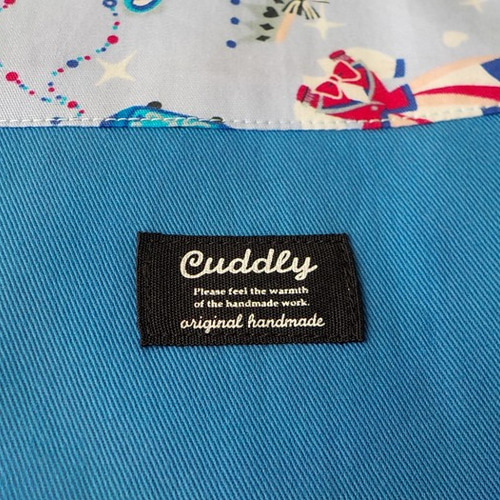 Cuddly
Please feel the warmth
of the handmade work.
original handmade